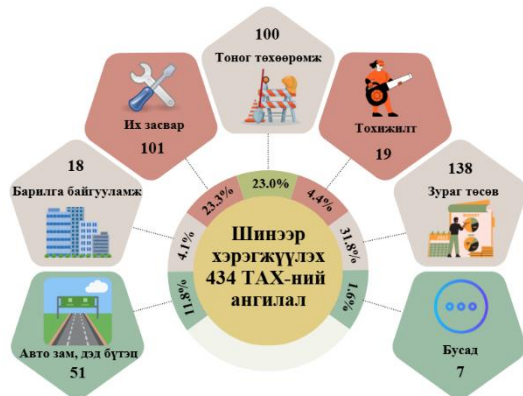 100
Тоног төхөөрөмж
Их засвар
101
Тохижилт
19
18
Барилга байгууламж
138
Зураг төсөв
Авто зам, дэд бүтэц
51
Бусад
7
11.8%
4.1%
23.3%
23.0%
4.4%
31.8%
1.6%
Шинээр
хэрэгжүүлэх
434 ТАХ-ний
ангилал